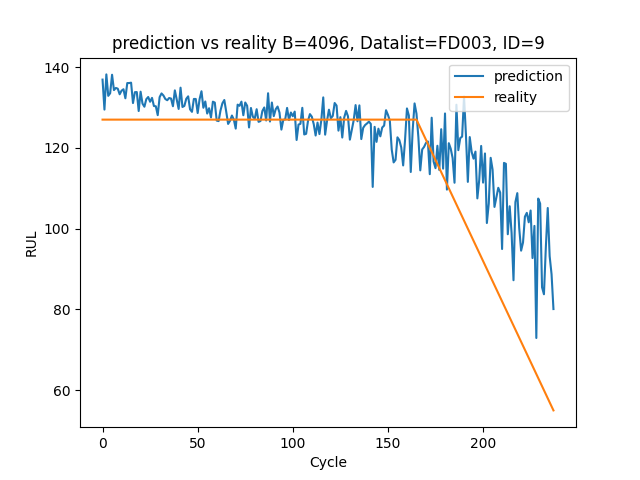 prediction vs reality B=4096, Datalist=FD003, ID=9
prediction
reality
RUL
140
120
100
80
60
0 50 100 150 200
Cycle